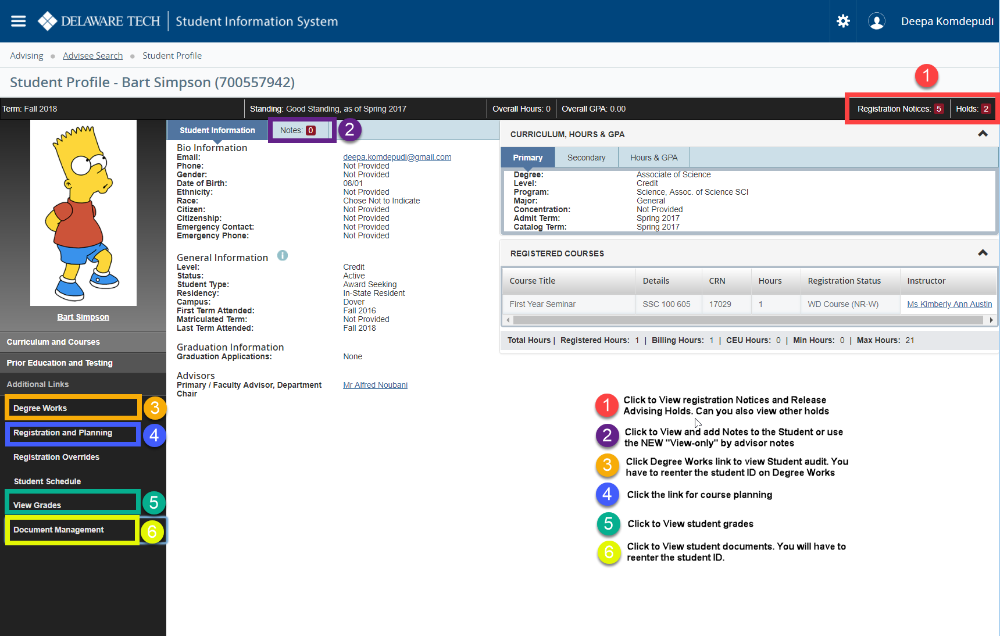 DELAWARE TECH | Student Information System
Deepa Komdepudi
Advising Advisee Search Student Profile
Student Profile - Bart Simpson (700557942)
1
Term: Fall 2018
Standing: Good Standing, as of Spring 2017
Overall Hours: 0
Overall GPA: 0.00
Registration Notices: 5
Holds: 2
Bart Simpson
Curriculum and Courses
Prior Education and Testing
Additional Links
Degree Works
3
Registration and Planning
4
Registration Overrides
Student Schedule
View Grades
5
Document Management
6
Student Information
Notes: 0
2
Bio Information
Email: deepa.komdepudi@gmail.com
Phone: Not Provided
Gender: Not Provided
Date of Birth: 08/01
Ethnicity: Not Provided
Race: Chose Not to Indicate
Citizen: Not Provided
Citizenship: Not Provided
Emergency Contact: Not Provided
Emergency Phone: Not Provided
General Information i
Level: Credit
Status: Active
Student Type: Award Seeking
Residency: In-State Resident
Campus: Dover
First Term Attended: Fall 2016
Matriculated Term: Not Provided
Last Term Attended: Fall 2018
Graduation Information
Graduation Applications: None
Advisors
Primary / Faculty Advisor, Department Mr Alfred Noubani
Chair
CURRICULUM, HOURS & GPA
Primary Secondary Hours & GPA
Degree: Associate of Science
Level: Credit
Program: Science, Assoc. of Science SCI
Major: General
Concentration: Not Provided
Admit Term: Spring 2017
Catalog Term: Spring 2017
REGISTERED COURSES
Course Title Details CRN Hours Registration Status Instructor
First Year Seminar SSC 100 605 17029 1 WD Course (NR-W) Ms Kimberly Ann Austin
Total Hours | Registered Hours: 1 | Billing Hours: 1 | CEU Hours: 0 | Min Hours: 0 | Max Hours: 21
1 Click to View registration Notices and Release
Advising Holds. Can you also view other holds
2 Click to View and add Notes to the Student or use
the NEW "View-only" by advisor notes
3 Click Degree Works link to view Student audit. You
have to reenter the student ID on Degree Works
4 Click the link for course planning
5 Click to View student grades
6 Click to View student documents. You will have to
reenter the student ID.